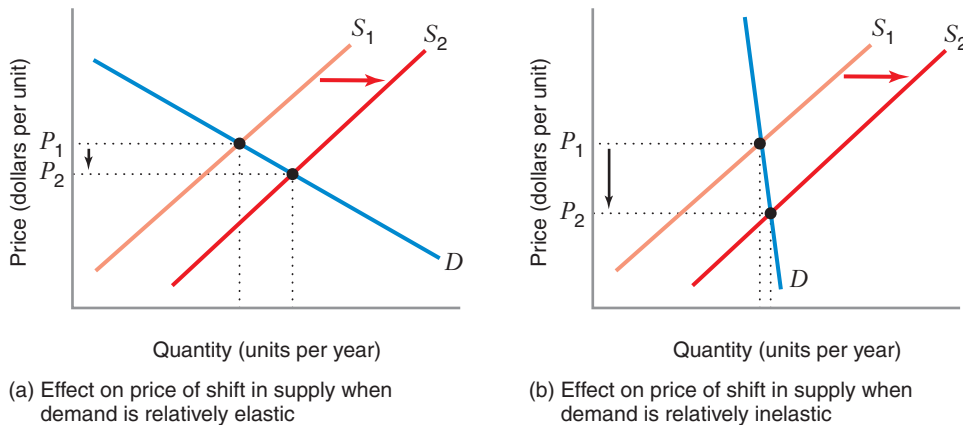 Price (dollars per unit)
S1
S2
P1
P2
D
Quantity (units per year)
(a) Effect on price of shift in supply when
demand is relatively elastic
Price (dollars per unit)
S1
S2
P1
P2
D
Quantity (units per year)
(b) Effect on price of shift in supply when
demand is relatively inelastic